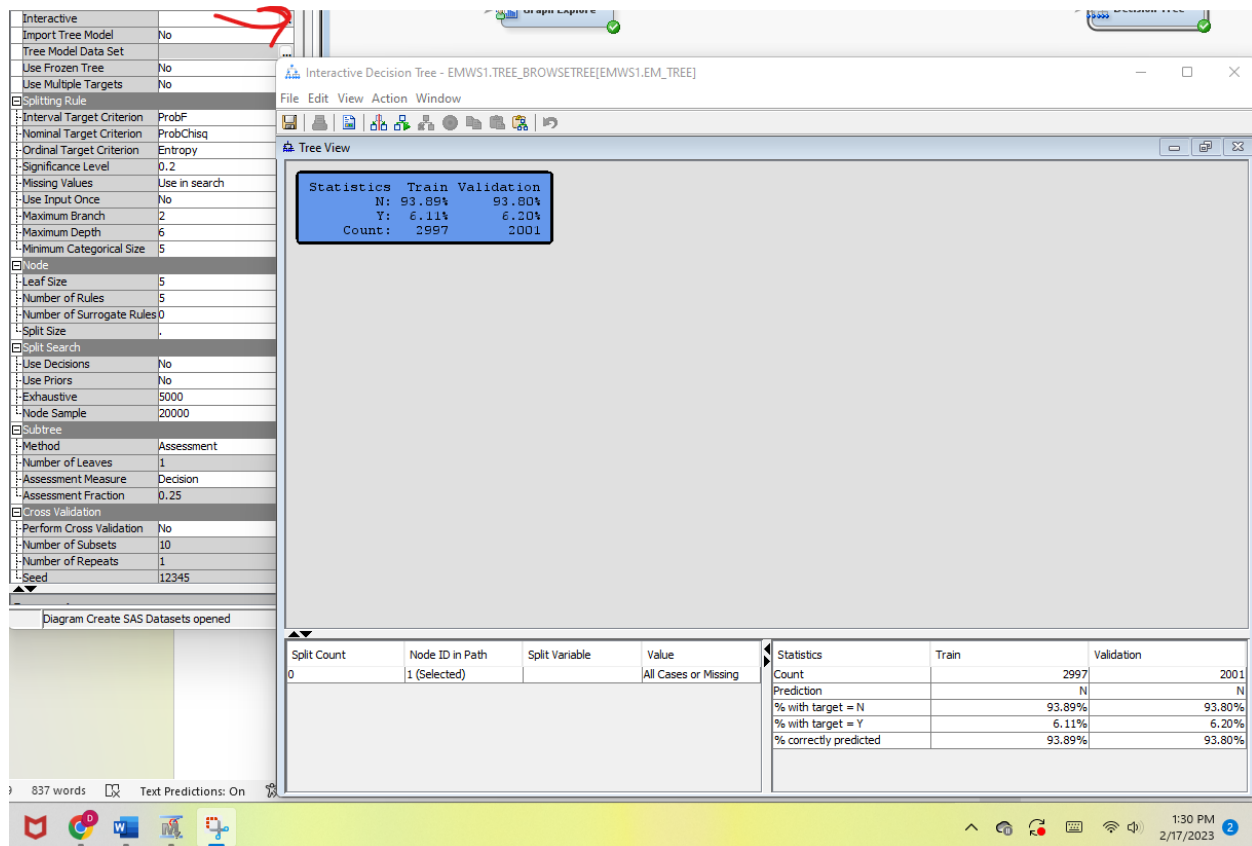 Graph Explore
Decision Tree
Interactive
Import Tree Model No
Tree Model Data Set ...
Use Frozen Tree No
Use Multiple Targets No
Splitting Rule
Interval Target Criterion ProbF
Nominal Target Criterion ProbChisq
Ordinal Target Criterion Entropy
Significance Level 0.2
Missing Values Use in search
Use Input Once No
Maximum Branch 2
Maximum Depth 6
Minimum Categorical Size 5
Node
Leaf Size 5
Number of Rules 5
Number of Surrogate Rules 0
Split Size .
Split Search
Use Decisions No
Use Priors No
Exhaustive 5000
Node Sample 20000
Subtree
Method Assessment
Number of Leaves 1
Assessment Measure Decision
Assessment Fraction 0.25
Cross Validation
Perform Cross Validation No
Number of Subsets 10
Number of Repeats 1
Seed 12345
Diagram Create SAS Datasets opened
Interactive Decision Tree - EMWS1.TREE_BROWSETREE[EMWS1.EM_TREE]
File Edit View Action Window
Tree View
Statistics Train Validation
N: 93.89% 93.80%
Y: 6.11% 6.20%
Count: 2997 2001
Split Count Node ID in Path Split Variable Value
0 1 (Selected) All Cases or Missing
Statistics Train Validation
Count 2997 2001
Prediction N N
% with target = N 93.89% 93.80%
% with target = Y 6.11% 6.20%
% correctly predicted 93.89% 93.80%
837 words Text Predictions: On
D
W
1:30 PM
2/17/2023
2